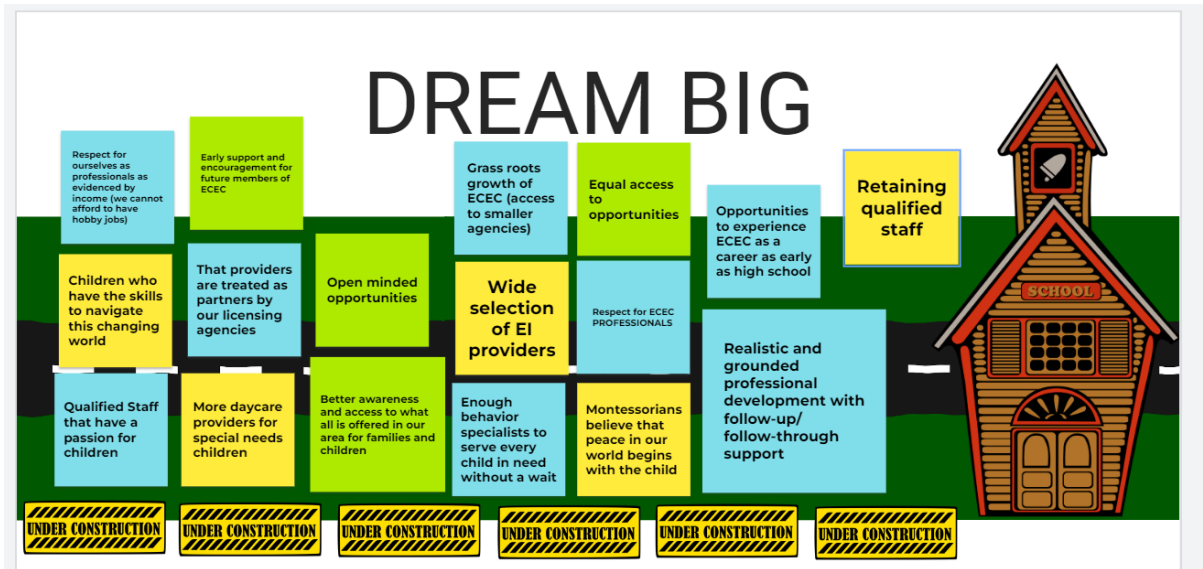 DREAM BIG
Respect for
ourselves as
professionals as
evidenced by
income (we cannot
afford to have
hobby jobs)
Early support and
encouragement for
future members of
ECEC
Grass roots
growth of
ECEC (access
to smaller
agencies)
Equal access
to
opportunities
Opportunities
to experience
ECEC as a
career as early
as high school
Retaining
qualified
staff
Children who
have the skills
to navigate
this changing
world
That providers
are treated as
partners by
our licensing
agencies
Open minded
opportunities
Wide
selection
of EI
providers
Respect for ECEC
PROFESSIONALS
Realistic and
grounded
professional
development with
follow-up/
follow-through
support
Qualified Staff
that have a
passion for
children
More daycare
providers for
special needs
children
Better awareness
and access to what
all is offered in our
area for families and
children
Enough
behavior
specialists to
serve every
child in need
without a wait
Montessorians
believe that
peace in our
world begins
with the child
SCHOOL
UNDER CONSTRUCTION
UNDER CONSTRUCTION
UNDER CONSTRUCTION
UNDER CONSTRUCTION
UNDER CONSTRUCTION
UNDER CONSTRUCTION